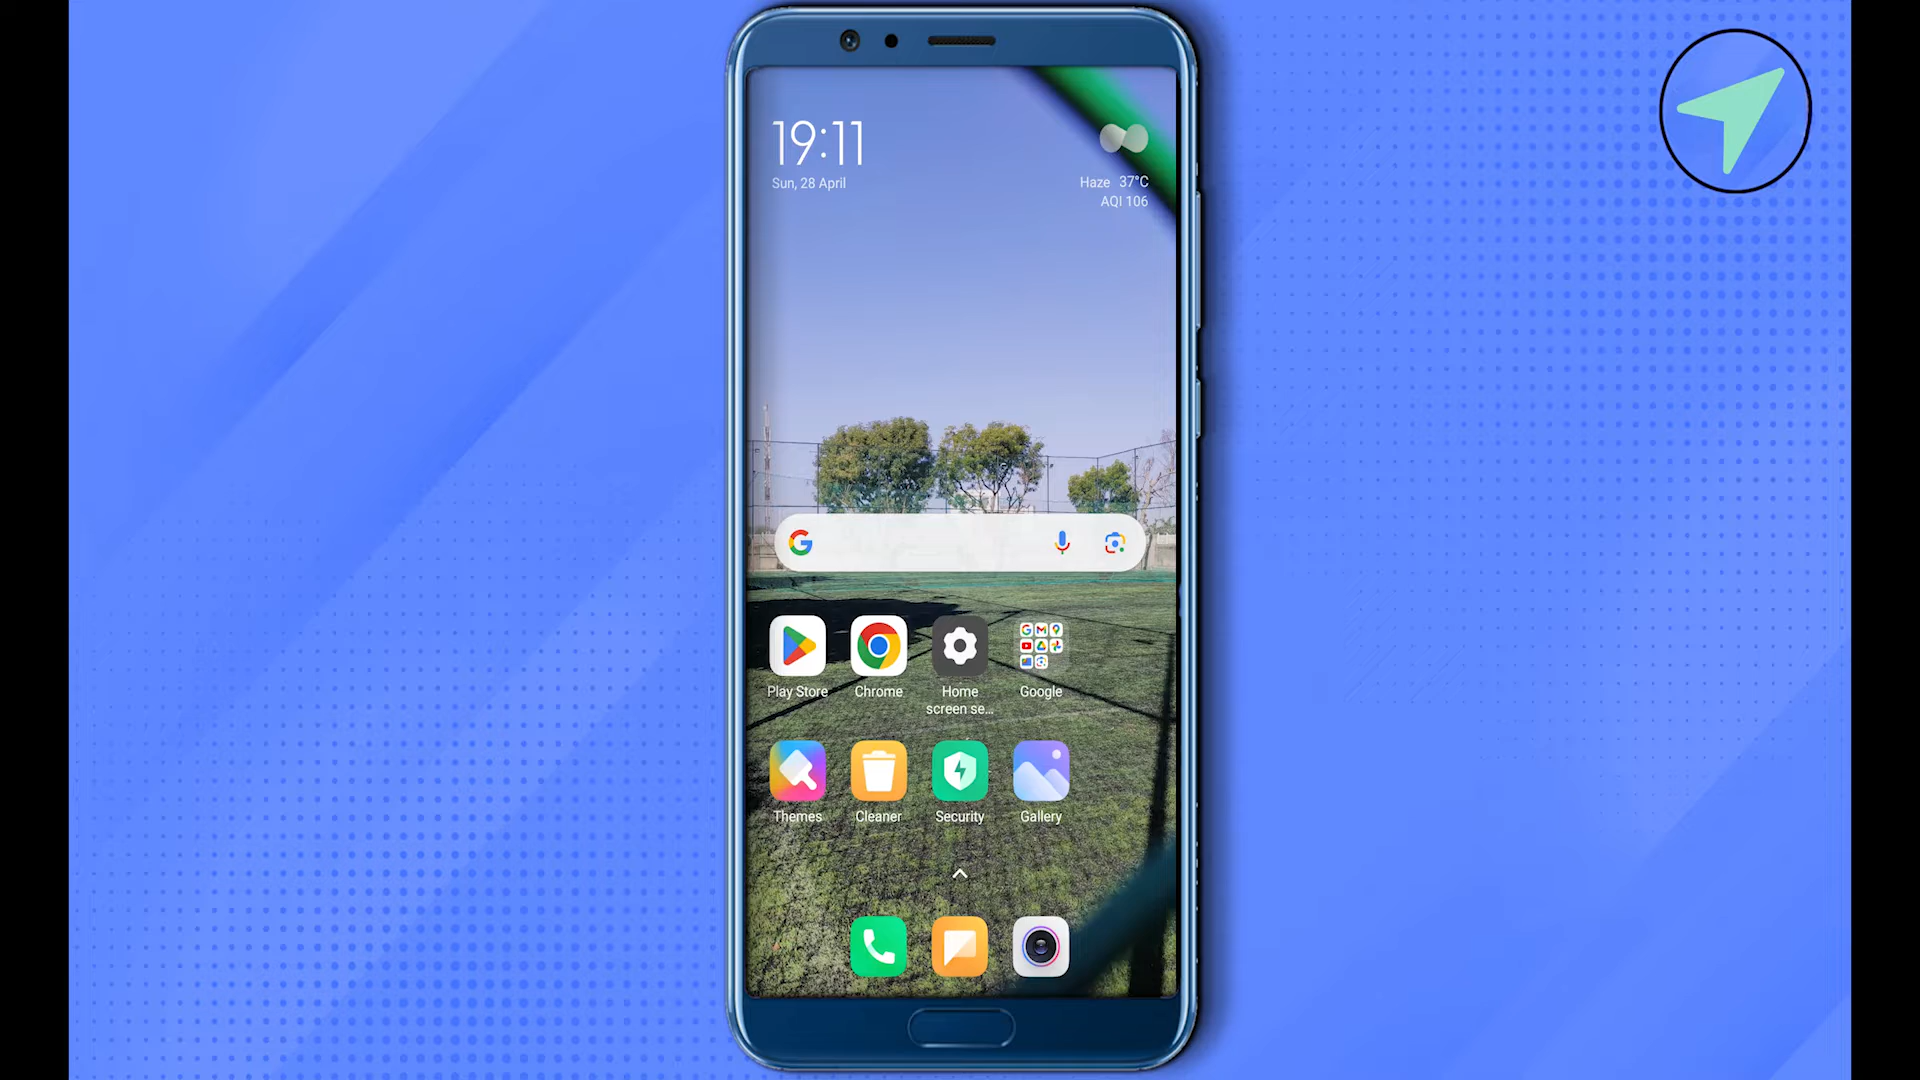 19:11
Sun, 28 April
Haze 37°C
AQI 106
Play Store
Chrome
Home
screen se...
Google
Themes
Cleaner
Security
Gallery